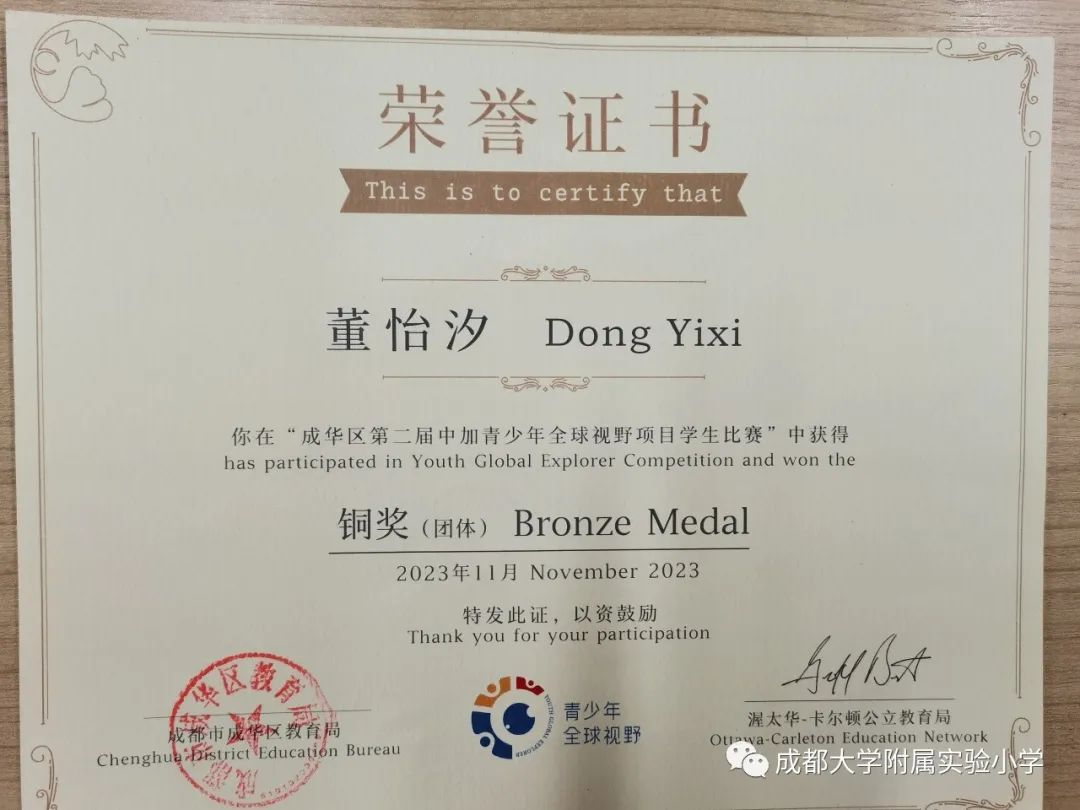 荣誉证书
This is to certify that
董怡汐 Dong Yixi
你在“成华区第二届中加青少年全球视野项目学生比赛”中获得
has participated in Youth Global Explorer Competition and won the
铜奖（团体） Bronze Medal
2023年11月 November 2023
特发此证，以资鼓励
Thank you for your participation
成都市成华区教育局
Chenghua District Education Bureau
青少年
全球视野
YOUTH GLOBAL EXPLORER
渥太华-卡尔顿公立教育局
Ottawa-Carleton Education Network
成都大学附属实验小学